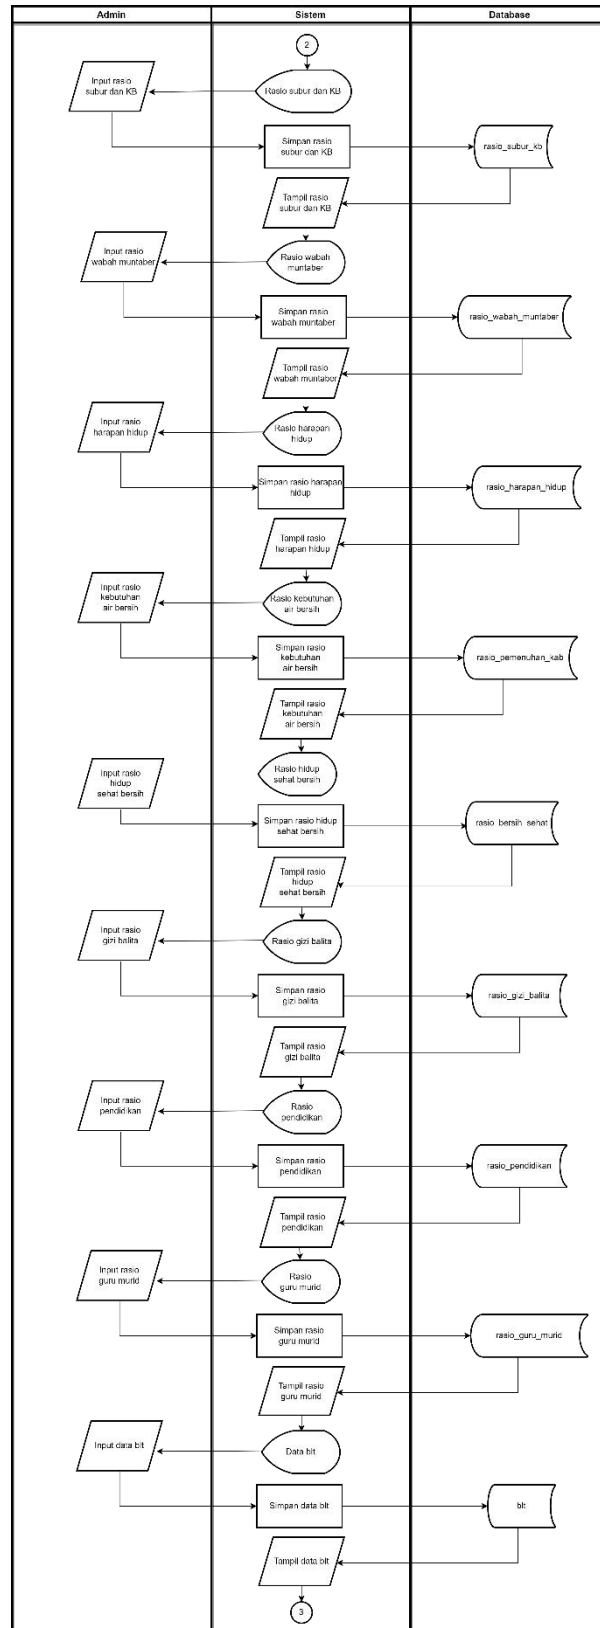 Admin
Sistem
Database
2
Input rasio
subur dan KB
Rasio subur dan KB
Simpan rasio
subur dan KB
rasio_subur_kb
Tampil rasio
subur dan KB
Input rasio
wabah muntaber
Rasio wabah
muntaber
Simpan rasio
wabah muntaber
rasio_wabah_muntaber
Tampil rasio
wabah muntaber
Input rasio
harapan hidup
Rasio harapan
hidup
Simpan rasio harapan
hidup
rasio_harapan_hidup
Tampil rasio
harapan hidup
Input rasio
kebutuhan
air bersih
Rasio kebutuhan
air bersih
Simpan rasio
kebutuhan
air bersih
rasio_pemenuhan_kab
Tampil rasio
kebutuhan
air bersih
Input rasio
hidup
sehat bersih
Rasio hidup
sehat bersih
Simpan rasio hidup
sehat bersih
rasio_bersih_sehat
Tampil rasio
hidup
sehat bersih
Input rasio
gizi balita
Rasio gizi balita
Simpan rasio
gizi balita
rasio_gizi_balita
Tampil rasio
gizi balita
Input rasio
pendidikan
Rasio
pendidikan
Simpan rasio
pendidikan
rasio_pendidikan
Tampil rasio
pendidikan
Input rasio
guru murid
Rasio
guru murid
Simpan rasio
guru murid
rasio_guru_murid
Tampil rasio
guru murid
Input data blt
Data blt
Simpan data blt
blt
Tampil data blt
3